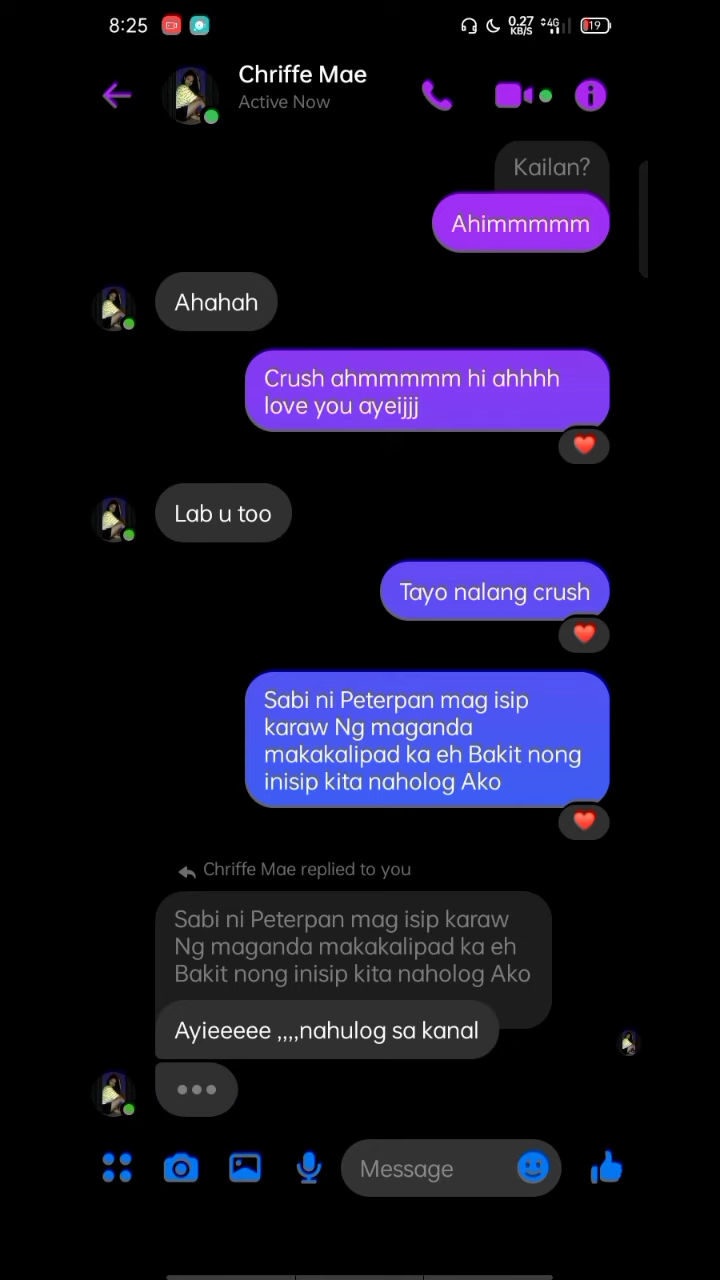 8:25
0.27
KB/S
4G
19
Chriffe Mae
Active Now
Kailan?
Ahimmmmm
Ahahah
Crush ahmmmmm hi ahhhh
love you ayeijjj
Lab u too
Tayo nalang crush
Sabi ni Peterpan mag isip
karaw Ng maganda
makakalipad ka eh Bakit nong
inisip kita naholog Ako
Chriffe Mae replied to you
Sabi ni Peterpan mag isip karaw
Ng maganda makakalipad ka eh
Bakit nong inisip kita naholog Ako
Ayieeeee ,,,,nahulog sa kanal
Message